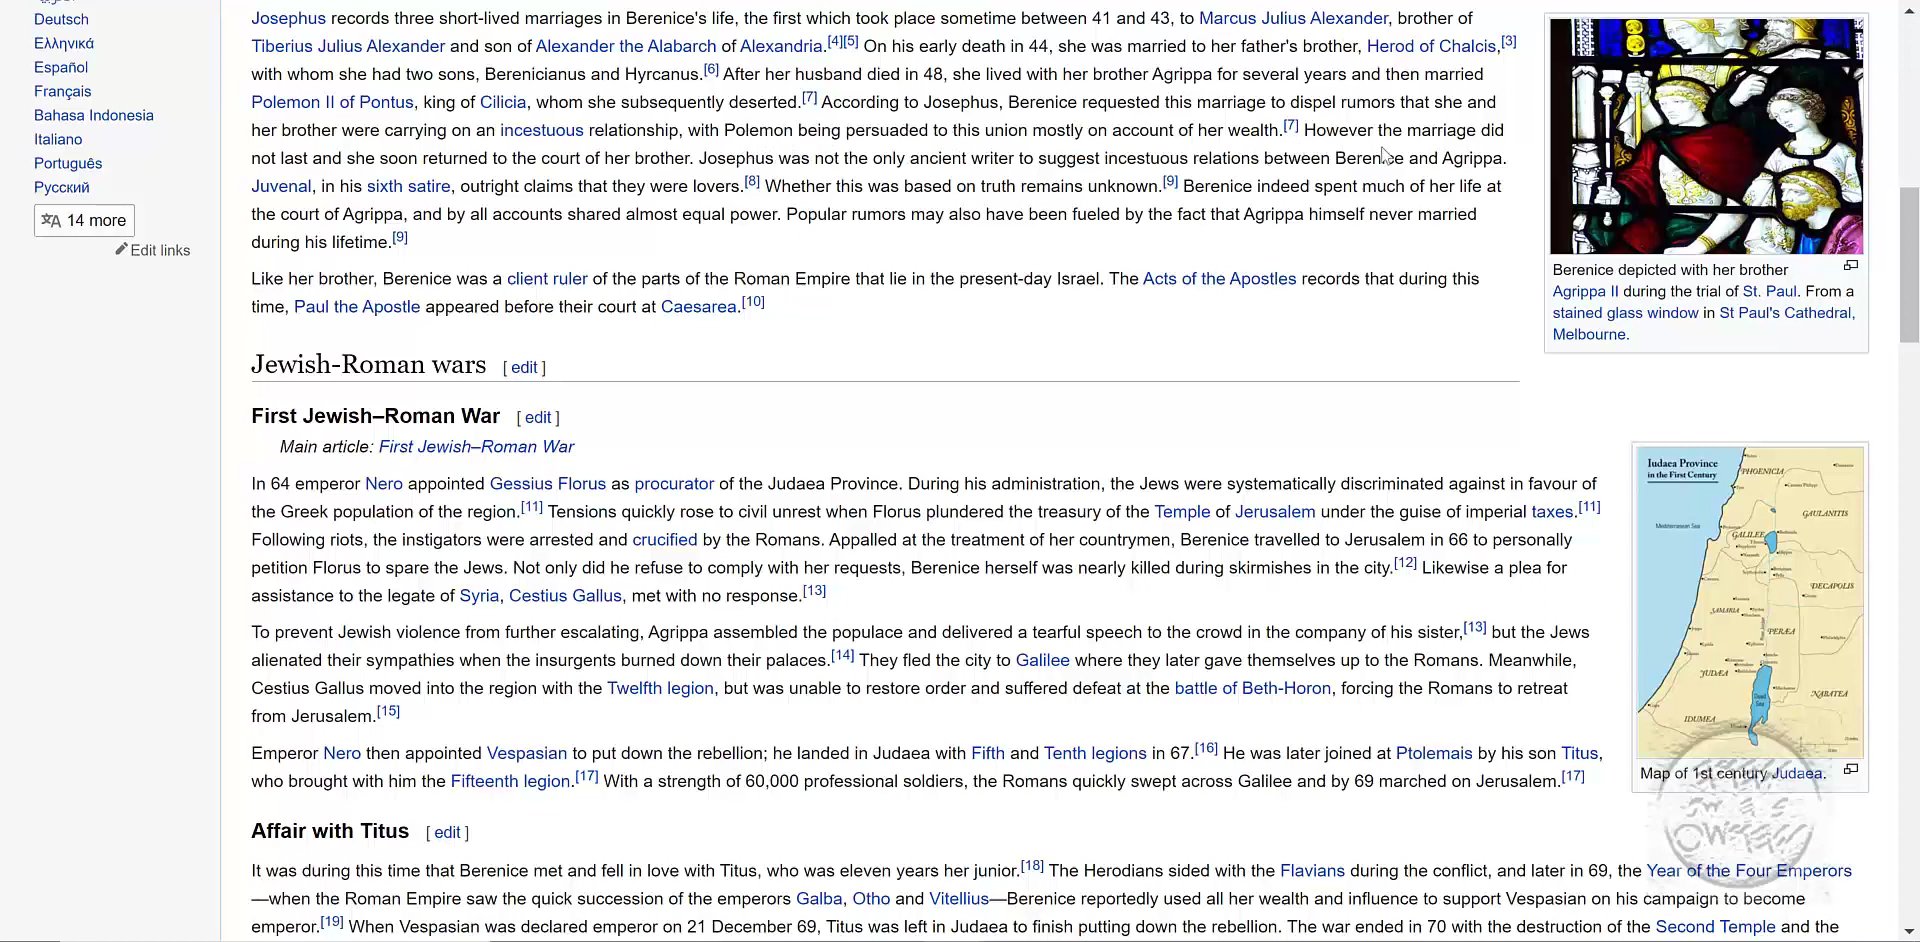 Deutsch
Ελληνικά
Español
Français
Bahasa Indonesia
Italiano
Português
Русский
14 more
Edit links
Josephus records three short-lived marriages in Berenice's life, the first which took place sometime between 41 and 43, to Marcus Julius Alexander, brother of
Tiberius Julius Alexander and son of Alexander the Alabarch of Alexandria.[4][5] On his early death in 44, she was married to her father's brother, Herod of Chalcis,[3]
with whom she had two sons, Berenicianus and Hyrcanus.[6] After her husband died in 48, she lived with her brother Agrippa for several years and then married
Polemon II of Pontus, king of Cilicia, whom she subsequently deserted.[7] According to Josephus, Berenice requested this marriage to dispel rumors that she and
her brother were carrying on an incestuous relationship, with Polemon being persuaded to this union mostly on account of her wealth.[7] However the marriage did
not last and she soon returned to the court of her brother. Josephus was not the only ancient writer to suggest incestuous relations between Berenice and Agrippa.
Juvenal, in his sixth satire, outright claims that they were lovers.[8] Whether this was based on truth remains unknown.[9] Berenice indeed spent much of her life at
the court of Agrippa, and by all accounts shared almost equal power. Popular rumors may also have been fueled by the fact that Agrippa himself never married
during his lifetime.[9]
Like her brother, Berenice was a client ruler of the parts of the Roman Empire that lie in the present-day Israel. The Acts of the Apostles records that during this
time, Paul the Apostle appeared before their court at Caesarea.[10]
Berenice depicted with her brother
Agrippa II during the trial of St. Paul. From a
stained glass window in St Paul's Cathedral,
Melbourne.
Jewish-Roman wars [ edit ]
First Jewish–Roman War [ edit ]
Main article: First Jewish–Roman War
In 64 emperor Nero appointed Gessius Florus as procurator of the Judaea Province. During his administration, the Jews were systematically discriminated against in favour of
the Greek population of the region.[11] Tensions quickly rose to civil unrest when Florus plundered the treasury of the Temple of Jerusalem under the guise of imperial taxes.[11]
Following riots, the instigators were arrested and crucified by the Romans. Appalled at the treatment of her countrymen, Berenice travelled to Jerusalem in 66 to personally
petition Florus to spare the Jews. Not only did he refuse to comply with her requests, Berenice herself was nearly killed during skirmishes in the city.[12] Likewise a plea for
assistance to the legate of Syria, Cestius Gallus, met with no response.[13]
To prevent Jewish violence from further escalating, Agrippa assembled the populace and delivered a tearful speech to the crowd in the company of his sister,[13] but the Jews
alienated their sympathies when the insurgents burned down their palaces.[14] They fled the city to Galilee where they later gave themselves up to the Romans. Meanwhile,
Cestius Gallus moved into the region with the Twelfth legion, but was unable to restore order and suffered defeat at the battle of Beth-Horon, forcing the Romans to retreat
from Jerusalem.[15]
Emperor Nero then appointed Vespasian to put down the rebellion; he landed in Judaea with Fifth and Tenth legions in 67.[16] He was later joined at Ptolemais by his son Titus,
who brought with him the Fifteenth legion.[17] With a strength of 60,000 professional soldiers, the Romans quickly swept across Galilee and by 69 marched on Jerusalem.[17]
Iudaea Province
in the First Century
PHOENICIA
GAULANITIS
Mediterranean Sea
GALILEE
DECAPOLIS
SAMARIA
PERÆA
JUDÆA
Dead
Sea
NABATEA
IDUMEA
Map of 1st century Judaea.
Affair with Titus [ edit ]
It was during this time that Berenice met and fell in love with Titus, who was eleven years her junior.[18] The Herodians sided with the Flavians during the conflict, and later in 69, the Year of the Four Emperors
—when the Roman Empire saw the quick succession of the emperors Galba, Otho and Vitellius—Berenice reportedly used all her wealth and influence to support Vespasian on his campaign to become
emperor.[19] When Vespasian was declared emperor on 21 December 69, Titus was left in Judaea to finish putting down the rebellion. The war ended in 70 with the destruction of the Second Temple and the